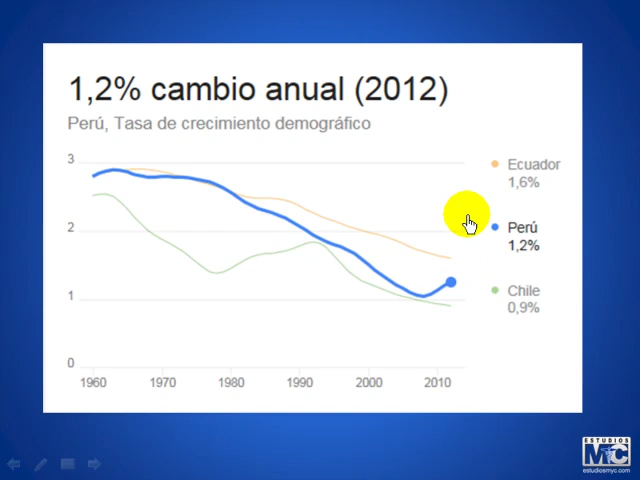 1,2% cambio anual (2012)
Perú, Tasa de crecimiento demográfico
3
2
1
0
1960 1970 1980 1990 2000 2010
Ecuador
1,6%
Perú
1,2%
Chile
0,9%
ESTUDIOS
MyC
estudiosmyc.com